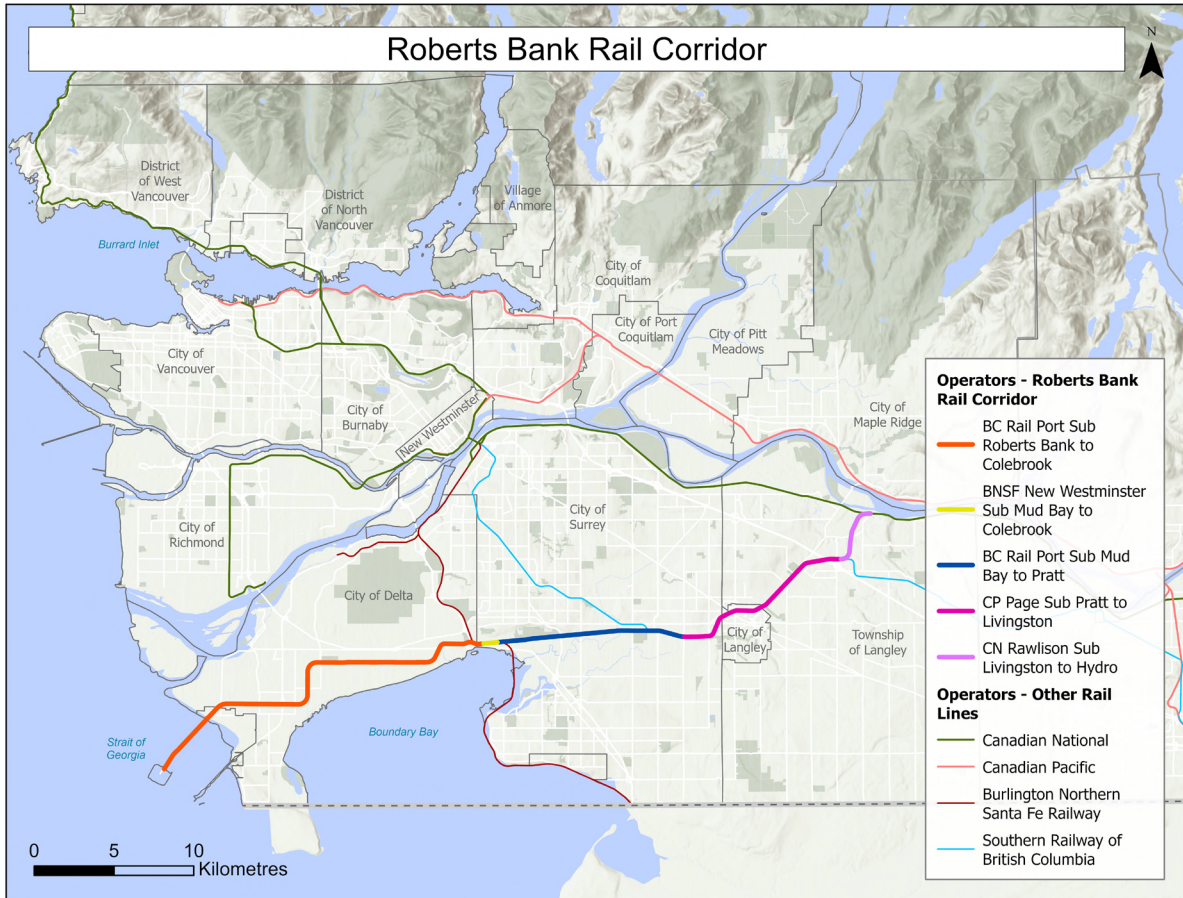 Roberts Bank Rail Corridor
N
District
of West
Vancouver
District
of North
Vancouver
Village
of Anmore
Burrard Inlet
City of
Coquitlam
City of Port
Coquitlam
City of Pitt
Meadows
City of
Vancouver
City of
Burnaby
New Westminster
City of
Maple Ridge
City of
Richmond
City of
Surrey
City of Delta
City of
Langley
Township
of Langley
Strait of
Georgia
Boundary Bay
Operators - Roberts Bank
Rail Corridor
BC Rail Port Sub
Roberts Bank to
Colebrook
BNSF New Westminster
Sub Mud Bay to
Colebrook
BC Rail Port Sub Mud
Bay to Pratt
CP Page Sub Pratt to
Livingston
CN Rawlison Sub
Livingston to Hydro
Operators - Other Rail
Lines
Canadian National
Canadian Pacific
Burlington Northern
Santa Fe Railway
Southern Railway of
British Columbia
0 5 10
Kilometres